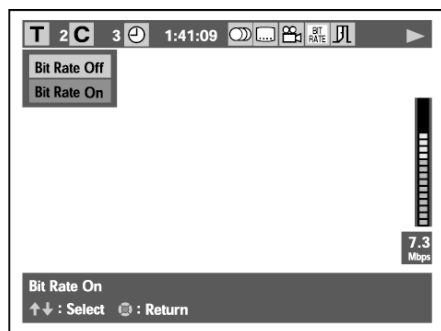 T 2 C 3 1:41:09 BIT RATE
Bit Rate Off
Bit Rate On
7.3
Mbps
Bit Rate On
↑↓ : Select : Return